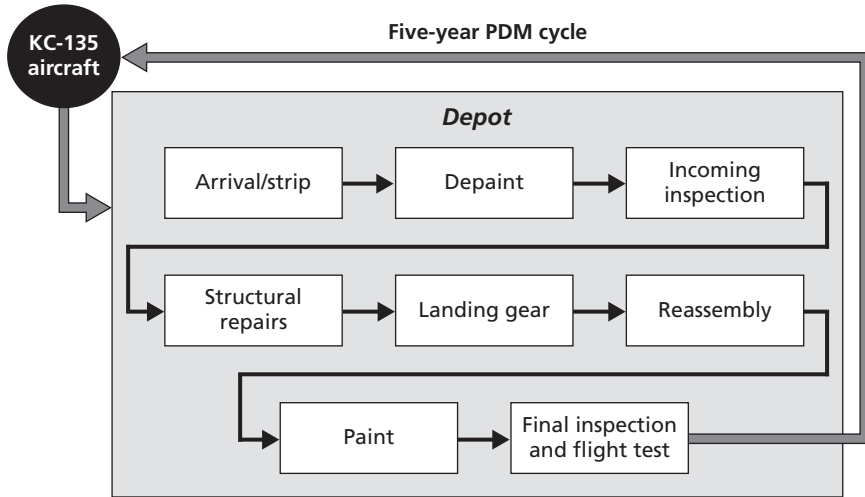 KC-135
aircraft
Five-year PDM cycle
Depot
Arrival/strip
Depaint
Incoming
inspection
Structural
repairs
Landing gear
Reassembly
Paint
Final inspection
and flight test